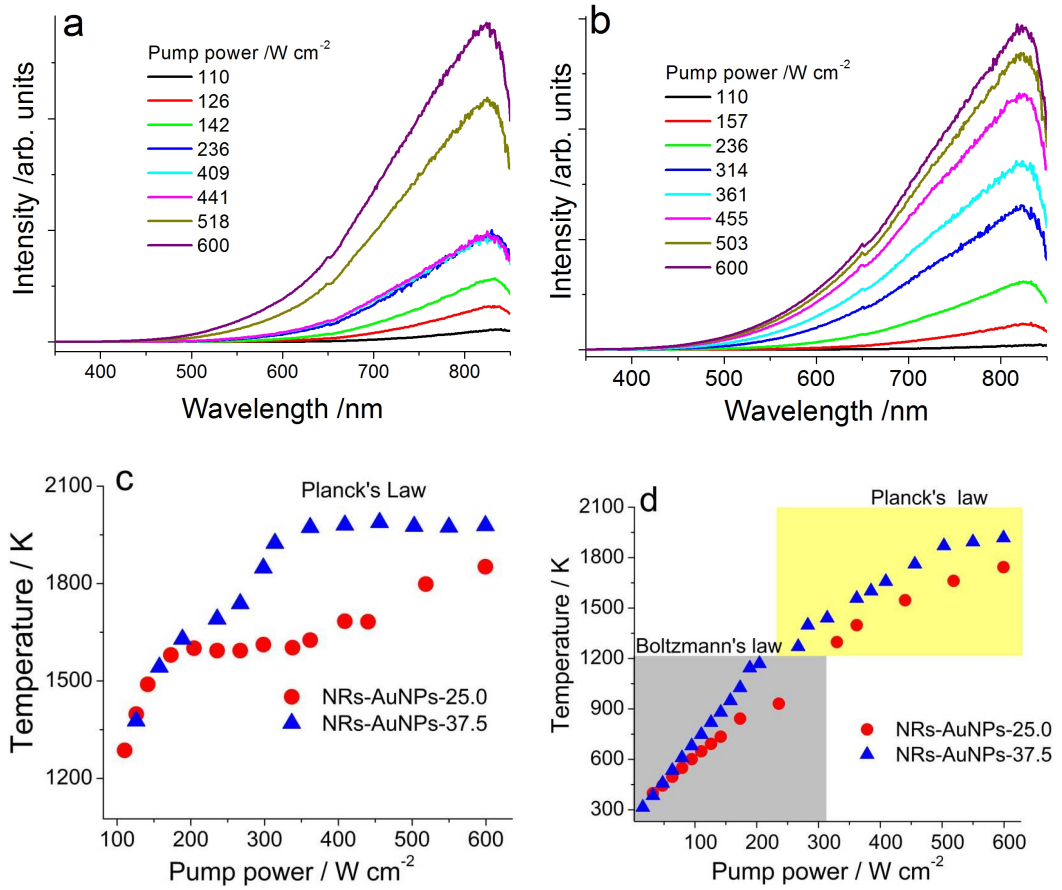 a
Pump power /W cm-2
110
126
142
236
409
441
518
600
Intensity /arb. units
400 500 600 700 800
Wavelength /nm
b
Pump power /W cm-2
110
157
236
314
361
455
503
600
Intensity /arb. units
400 500 600 700 800
Wavelength /nm
c
Planck's Law
2100
1800
1500
1200
Temperature / K
NRs-AuNPs-25.0
NRs-AuNPs-37.5
100 200 300 400 500 600
Pump power / W cm-2
d
Planck's law
Boltzmann's law
2100
1800
1500
1200
900
600
300
Temperature / K
NRs-AuNPs-25.0
NRs-AuNPs-37.5
100 200 300 400 500 600
Pump power / W cm-2